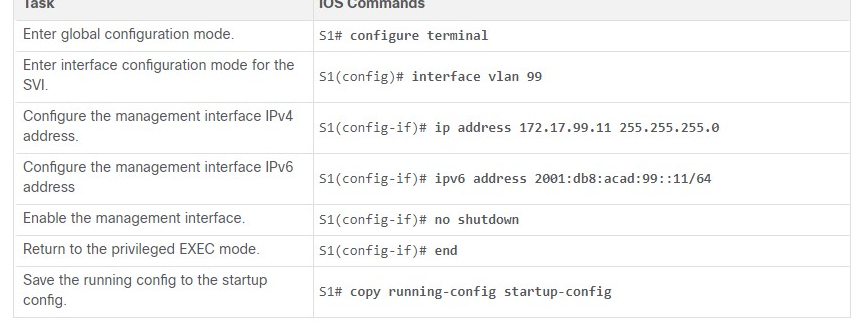 Task IOS Commands
Enter global configuration mode. S1# configure terminal
Enter interface configuration mode for the
SVI. S1(config)# interface vlan 99
Configure the management interface IPv4
address. S1(config-if)# ip address 172.17.99.11 255.255.255.0
Configure the management interface IPv6
address S1(config-if)# ipv6 address 2001:db8:acad:99::11/64
Enable the management interface. S1(config-if)# no shutdown
Return to the privileged EXEC mode. S1(config-if)# end
Save the running config to the startup
config. S1# copy running-config startup-config